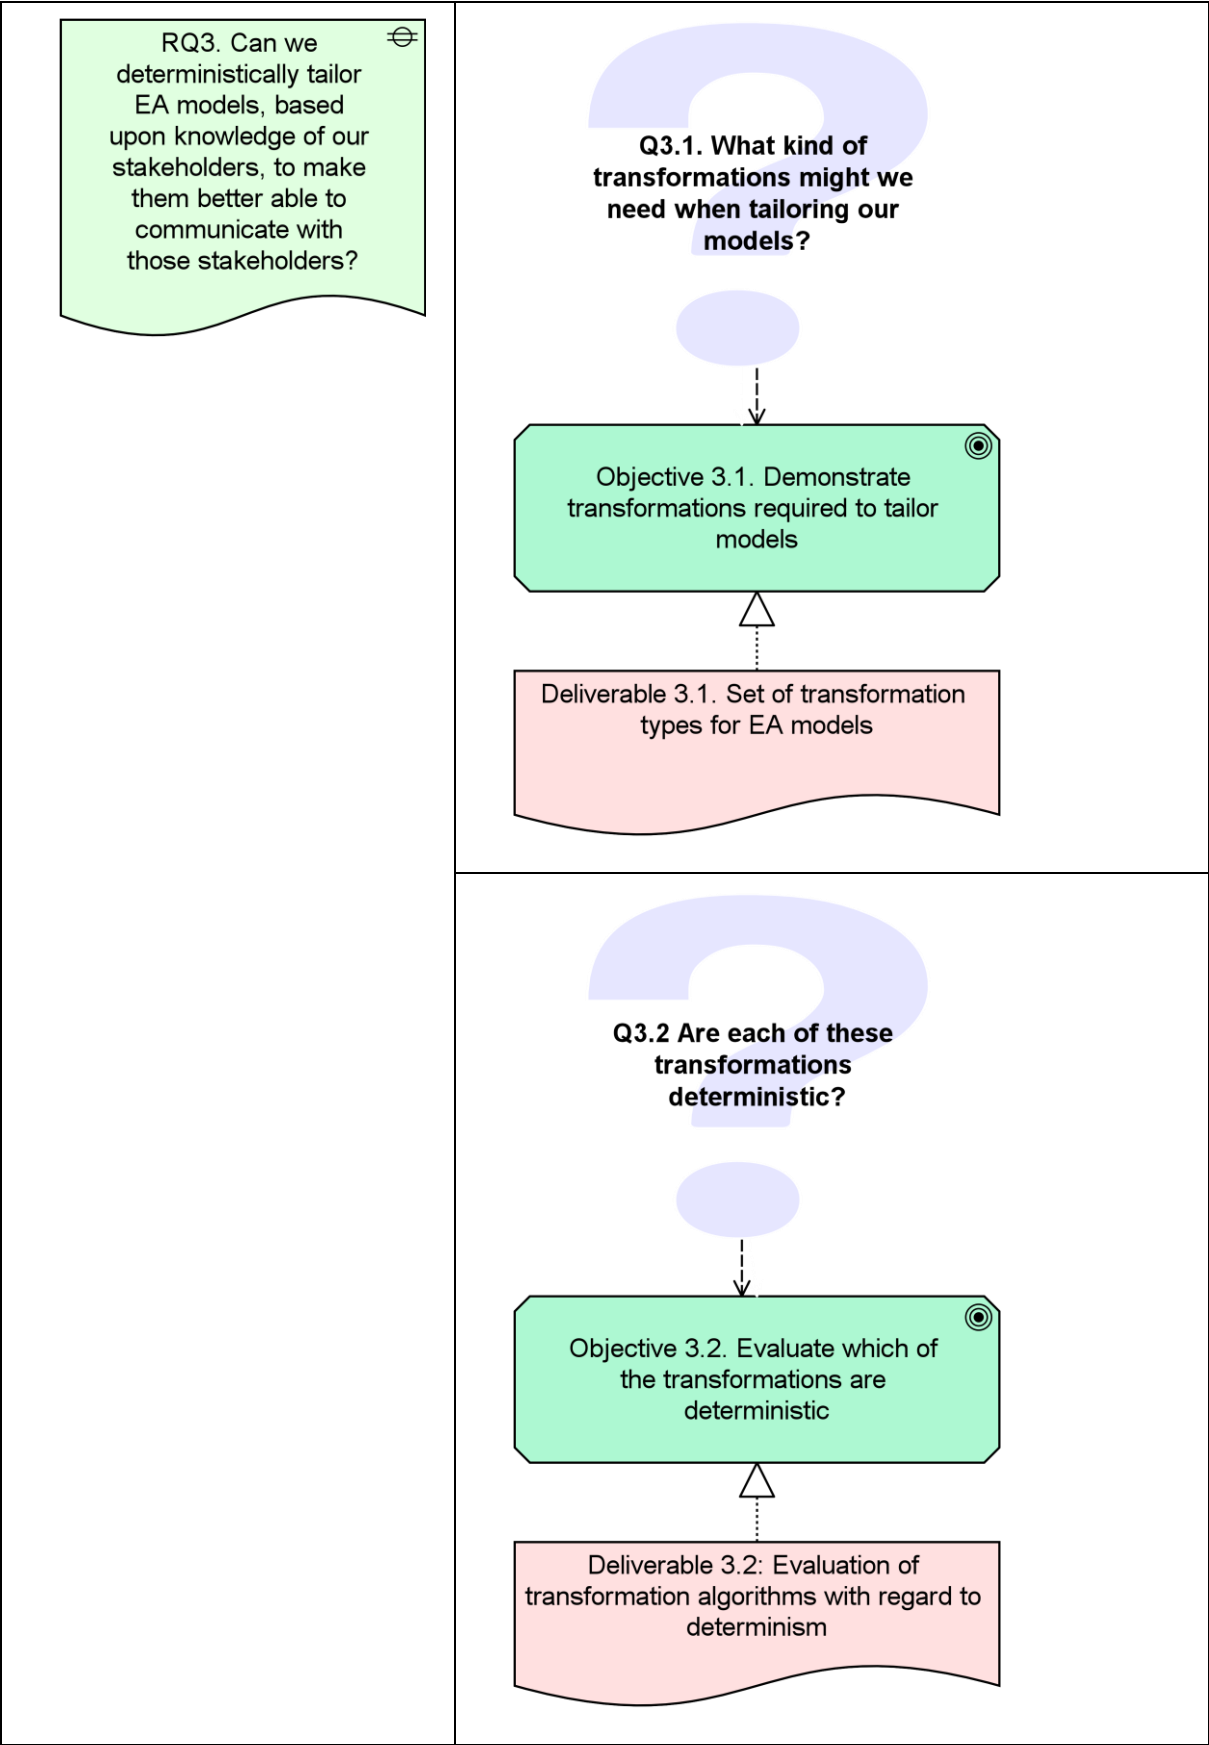 RQ3. Can we
deterministically tailor
EA models, based
upon knowledge of our
stakeholders, to make
them better able to
communicate with
those stakeholders?
Q3.1. What kind of
transformations might we
need when tailoring our
models?
Objective 3.1. Demonstrate
transformations required to tailor
models
Deliverable 3.1. Set of transformation
types for EA models
Q3.2 Are each of these
transformations
deterministic?
Objective 3.2. Evaluate which of
the transformations are
deterministic
Deliverable 3.2: Evaluation of
transformation algorithms with regard to
determinism